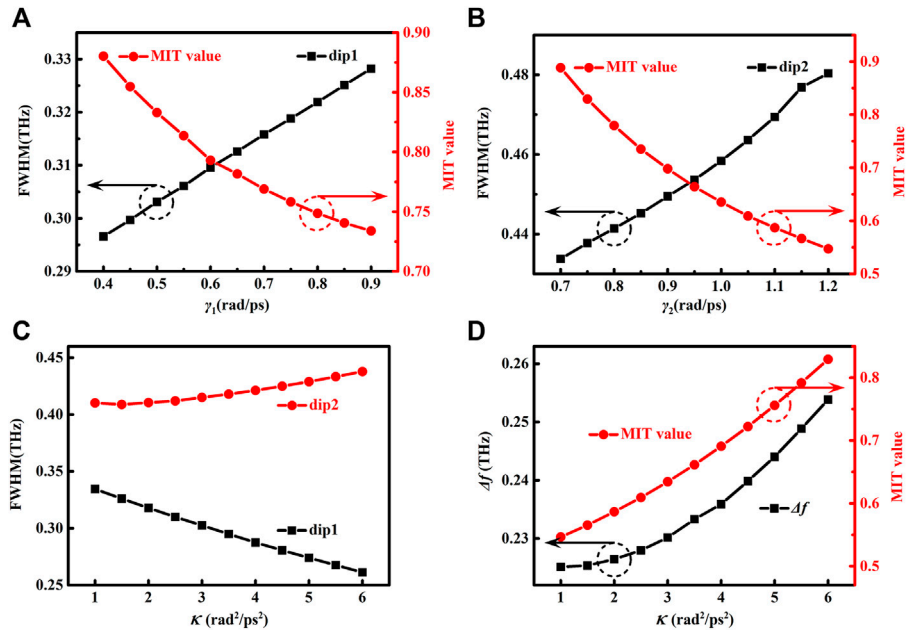 A
FWHM(THz)
0.33
0.32
0.31
0.30
0.29
MIT value
dip1
0.90
0.85
0.80
0.75
0.70
MIT value
0.4 0.5 0.6 0.7 0.8 0.9
γ1(rad/ps)
B
FWHM(THz)
0.48
0.46
0.44
MIT value
dip2
0.9
0.8
0.7
0.6
0.5
MIT value
0.7 0.8 0.9 1.0 1.1 1.2
γ2(rad/ps)
C
FWHM(THz)
0.45
0.40
0.35
0.30
0.25
dip2
dip1
1 2 3 4 5 6
κ (rad²/ps²)
D
Δf (THz)
0.26
0.25
0.24
0.23
MIT value
Δf
0.8
0.7
0.6
0.5
MIT value
1 2 3 4 5 6
κ (rad²/ps²)